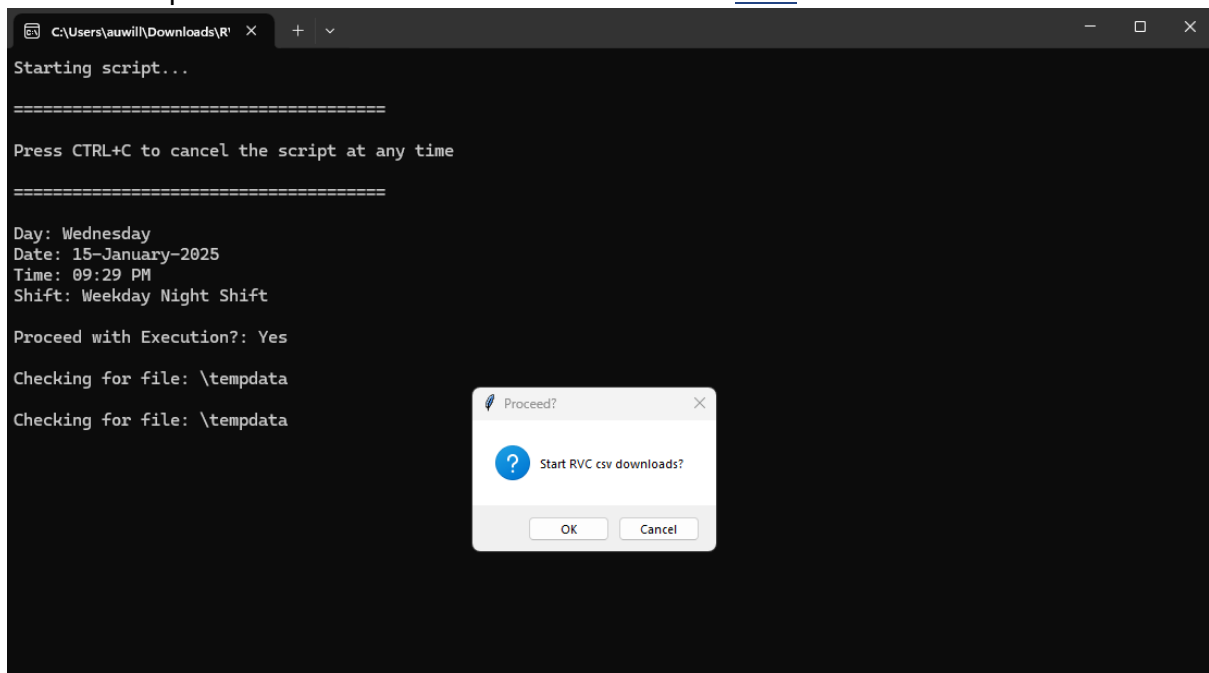 C:\Users\auwill\Downloads\R
Starting script...
======================================
Press CTRL+C to cancel the script at any time
======================================
Day: Wednesday
Date: 15-January-2025
Time: 09:29 PM
Shift: Weekday Night Shift
Proceed with Execution?: Yes
Checking for file: \tempdata
Checking for file: \tempdata
Proceed?
Start RVC csv downloads?
OK
Cancel